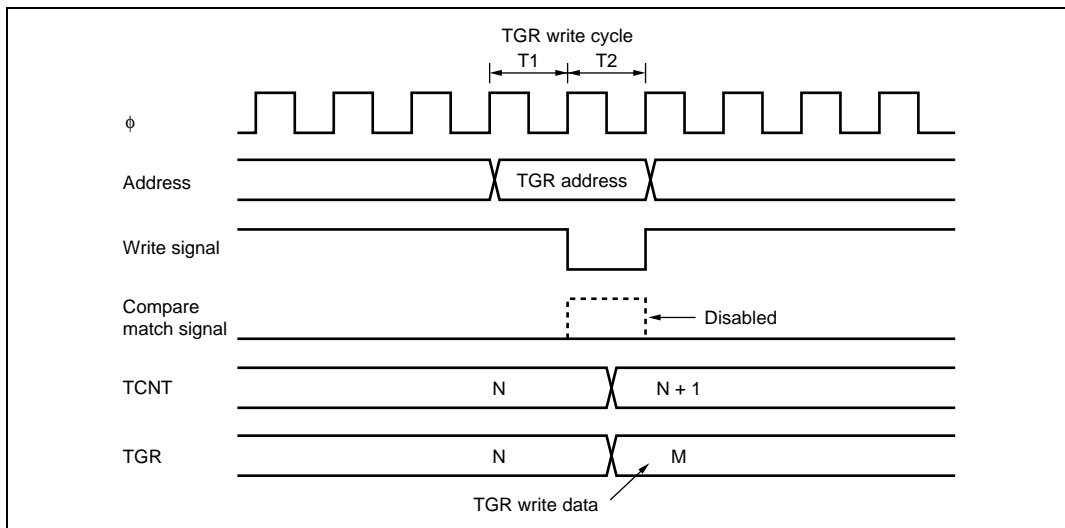 TGR write cycle
T1 T2
φ
Address
TGR address
Write signal
Compare
match signal
Disabled
TCNT
N
N + 1
TGR
N
M
TGR write data